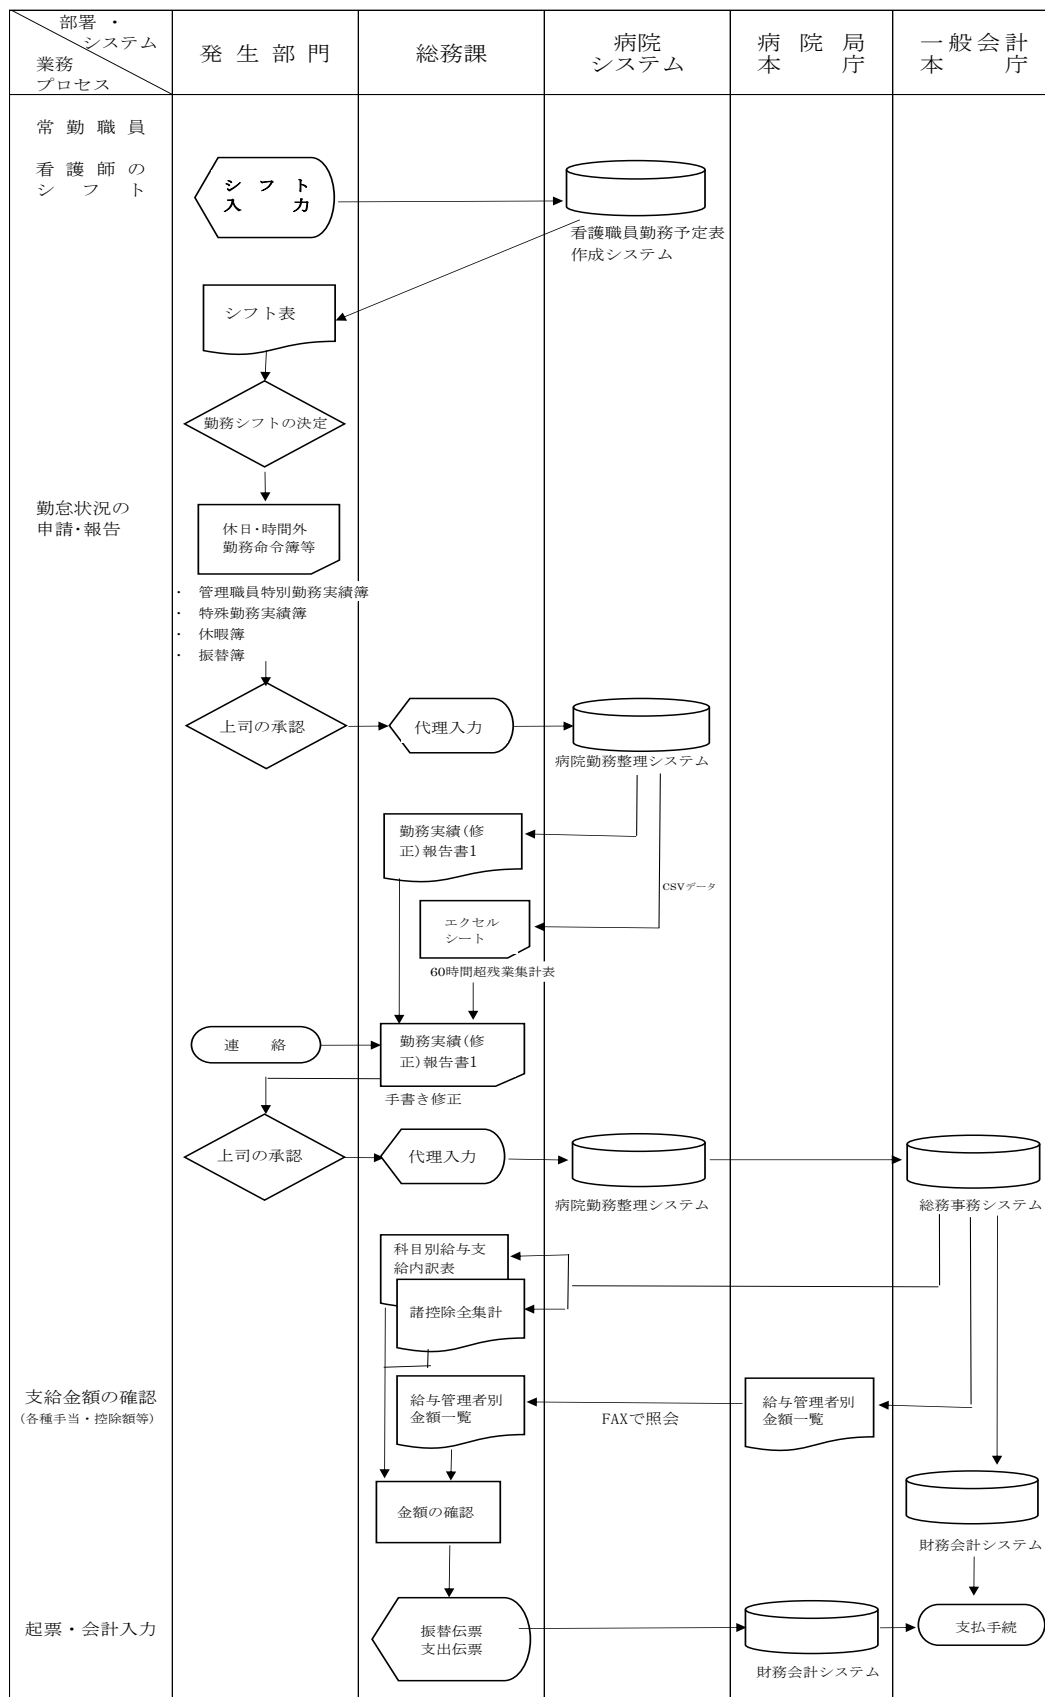 部署・
システム
業務
プロセス
発生部門
総務課
病院
システム
病院局
本庁
一般会計
本庁
常勤職員
看護師の
シフト
シフト
入力
看護職員勤務予定表
作成システム
シフト表
勤務シフトの決定
勤怠状況の
申請・報告
休日・時間外
勤務命令簿等
・ 管理職員特別勤務実績簿
・ 特殊勤務実績簿
・ 休暇簿
・ 振替簿
上司の承認
代理入力
病院勤務整理システム
勤務実績(修
正)報告書1
CSVデータ
エクセル
シート
60時間超残業集計表
連 絡
勤務実績(修
正)報告書1
手書き修正
上司の承認
代理入力
病院勤務整理システム
総務事務システム
科目別給与支
給内訳表
諸控除全集計
支給金額の確認
(各種手当・控除額等)
給与管理者別
金額一覧
FAXで照会
給与管理者別
金額一覧
金額の確認
財務会計システム
起票・会計入力
振替伝票
支出伝票
財務会計システム
支払手続